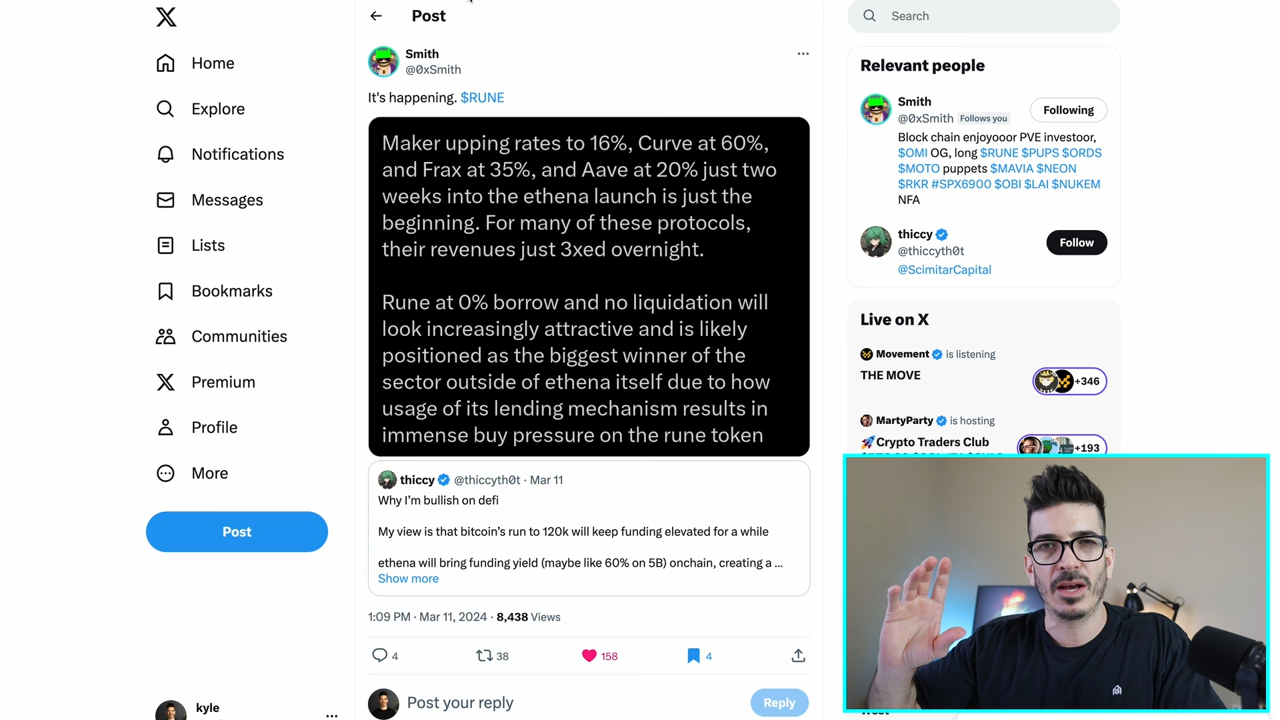 Home
Explore
Notifications
Messages
Lists
Bookmarks
Communities
Premium
Profile
More
Post
kyle
Post
Smith
@0xSmith
It's happening. $RUNE
Maker upping rates to 16%, Curve at 60%,
and Frax at 35%, and Aave at 20% just two
weeks into the ethena launch is just the
beginning. For many of these protocols,
their revenues just 3xed overnight.
Rune at 0% borrow and no liquidation will
look increasingly attractive and is likely
positioned as the biggest winner of the
sector outside of ethena itself due to how
usage of its lending mechanism results in
immense buy pressure on the rune token
thiccy @thiccyth0t · Mar 11
Why I'm bullish on defi
My view is that bitcoin's run to 120k will keep funding elevated for a while
ethena will bring funding yield (maybe like 60% on 5B) onchain, creating a ...
Show more
1:09 PM · Mar 11, 2024 · 8,438 Views
4 38 158 4
Post your reply
Reply
Search
Relevant people
Smith
@0xSmith Follows you
Following
Block chain enjoyooor PVE investoor,
$OMI OG, long $RUNE $PUPS $ORDS
$MOTO puppets $MAVIA $NEON
$RKR #SPX6900 $OBI $LAI $NUKEM
NFA
thiccy
@thiccyth0t
Follow
@ScimitarCapital
Live on X
Movement is listening
THE MOVE
+346
MartyParty is hosting
🚀Crypto Traders Club
+193